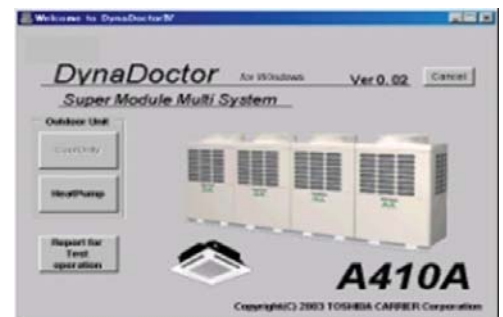 Welcome to DynaDoctorIV
DynaDoctor for Windows Ver 0.02 Cancel
Super Module Multi System
Outdoor Unit
Cool Only
HeatPump
Report for
Test
operation
A410A
Copyright(C) 2003 TOSHIBA CARRIER Corporation